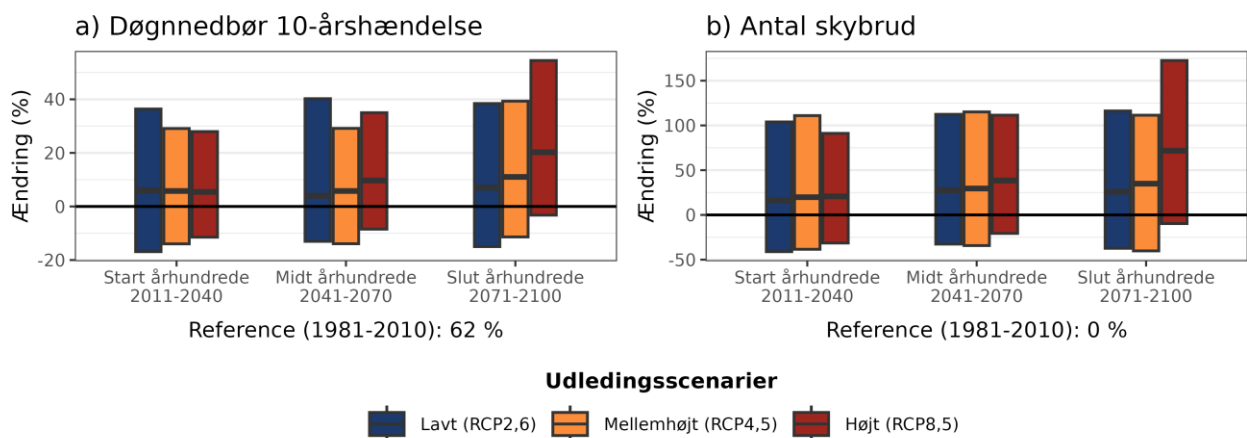 a) Døgnnedbør 10-årshændelse
Ændring (%)
40
20
0
-20
Start århundrede
2011-2040
Midt århundrede
2041-2070
Slut århundrede
2071-2100
Reference (1981-2010): 62 %
b) Antal skybrud
Ændring (%)
150
100
50
0
-50
Start århundrede
2011-2040
Midt århundrede
2041-2070
Slut århundrede
2071-2100
Reference (1981-2010): 0 %
Udledingsscenarier
Lavt (RCP2,6)
Mellemhøjt (RCP4,5)
Højt (RCP8,5)